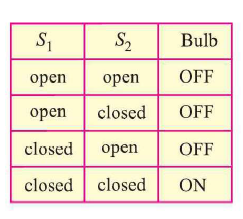 S₁ S₂ Bulb
open open OFF
open closed OFF
closed open OFF
closed closed ON